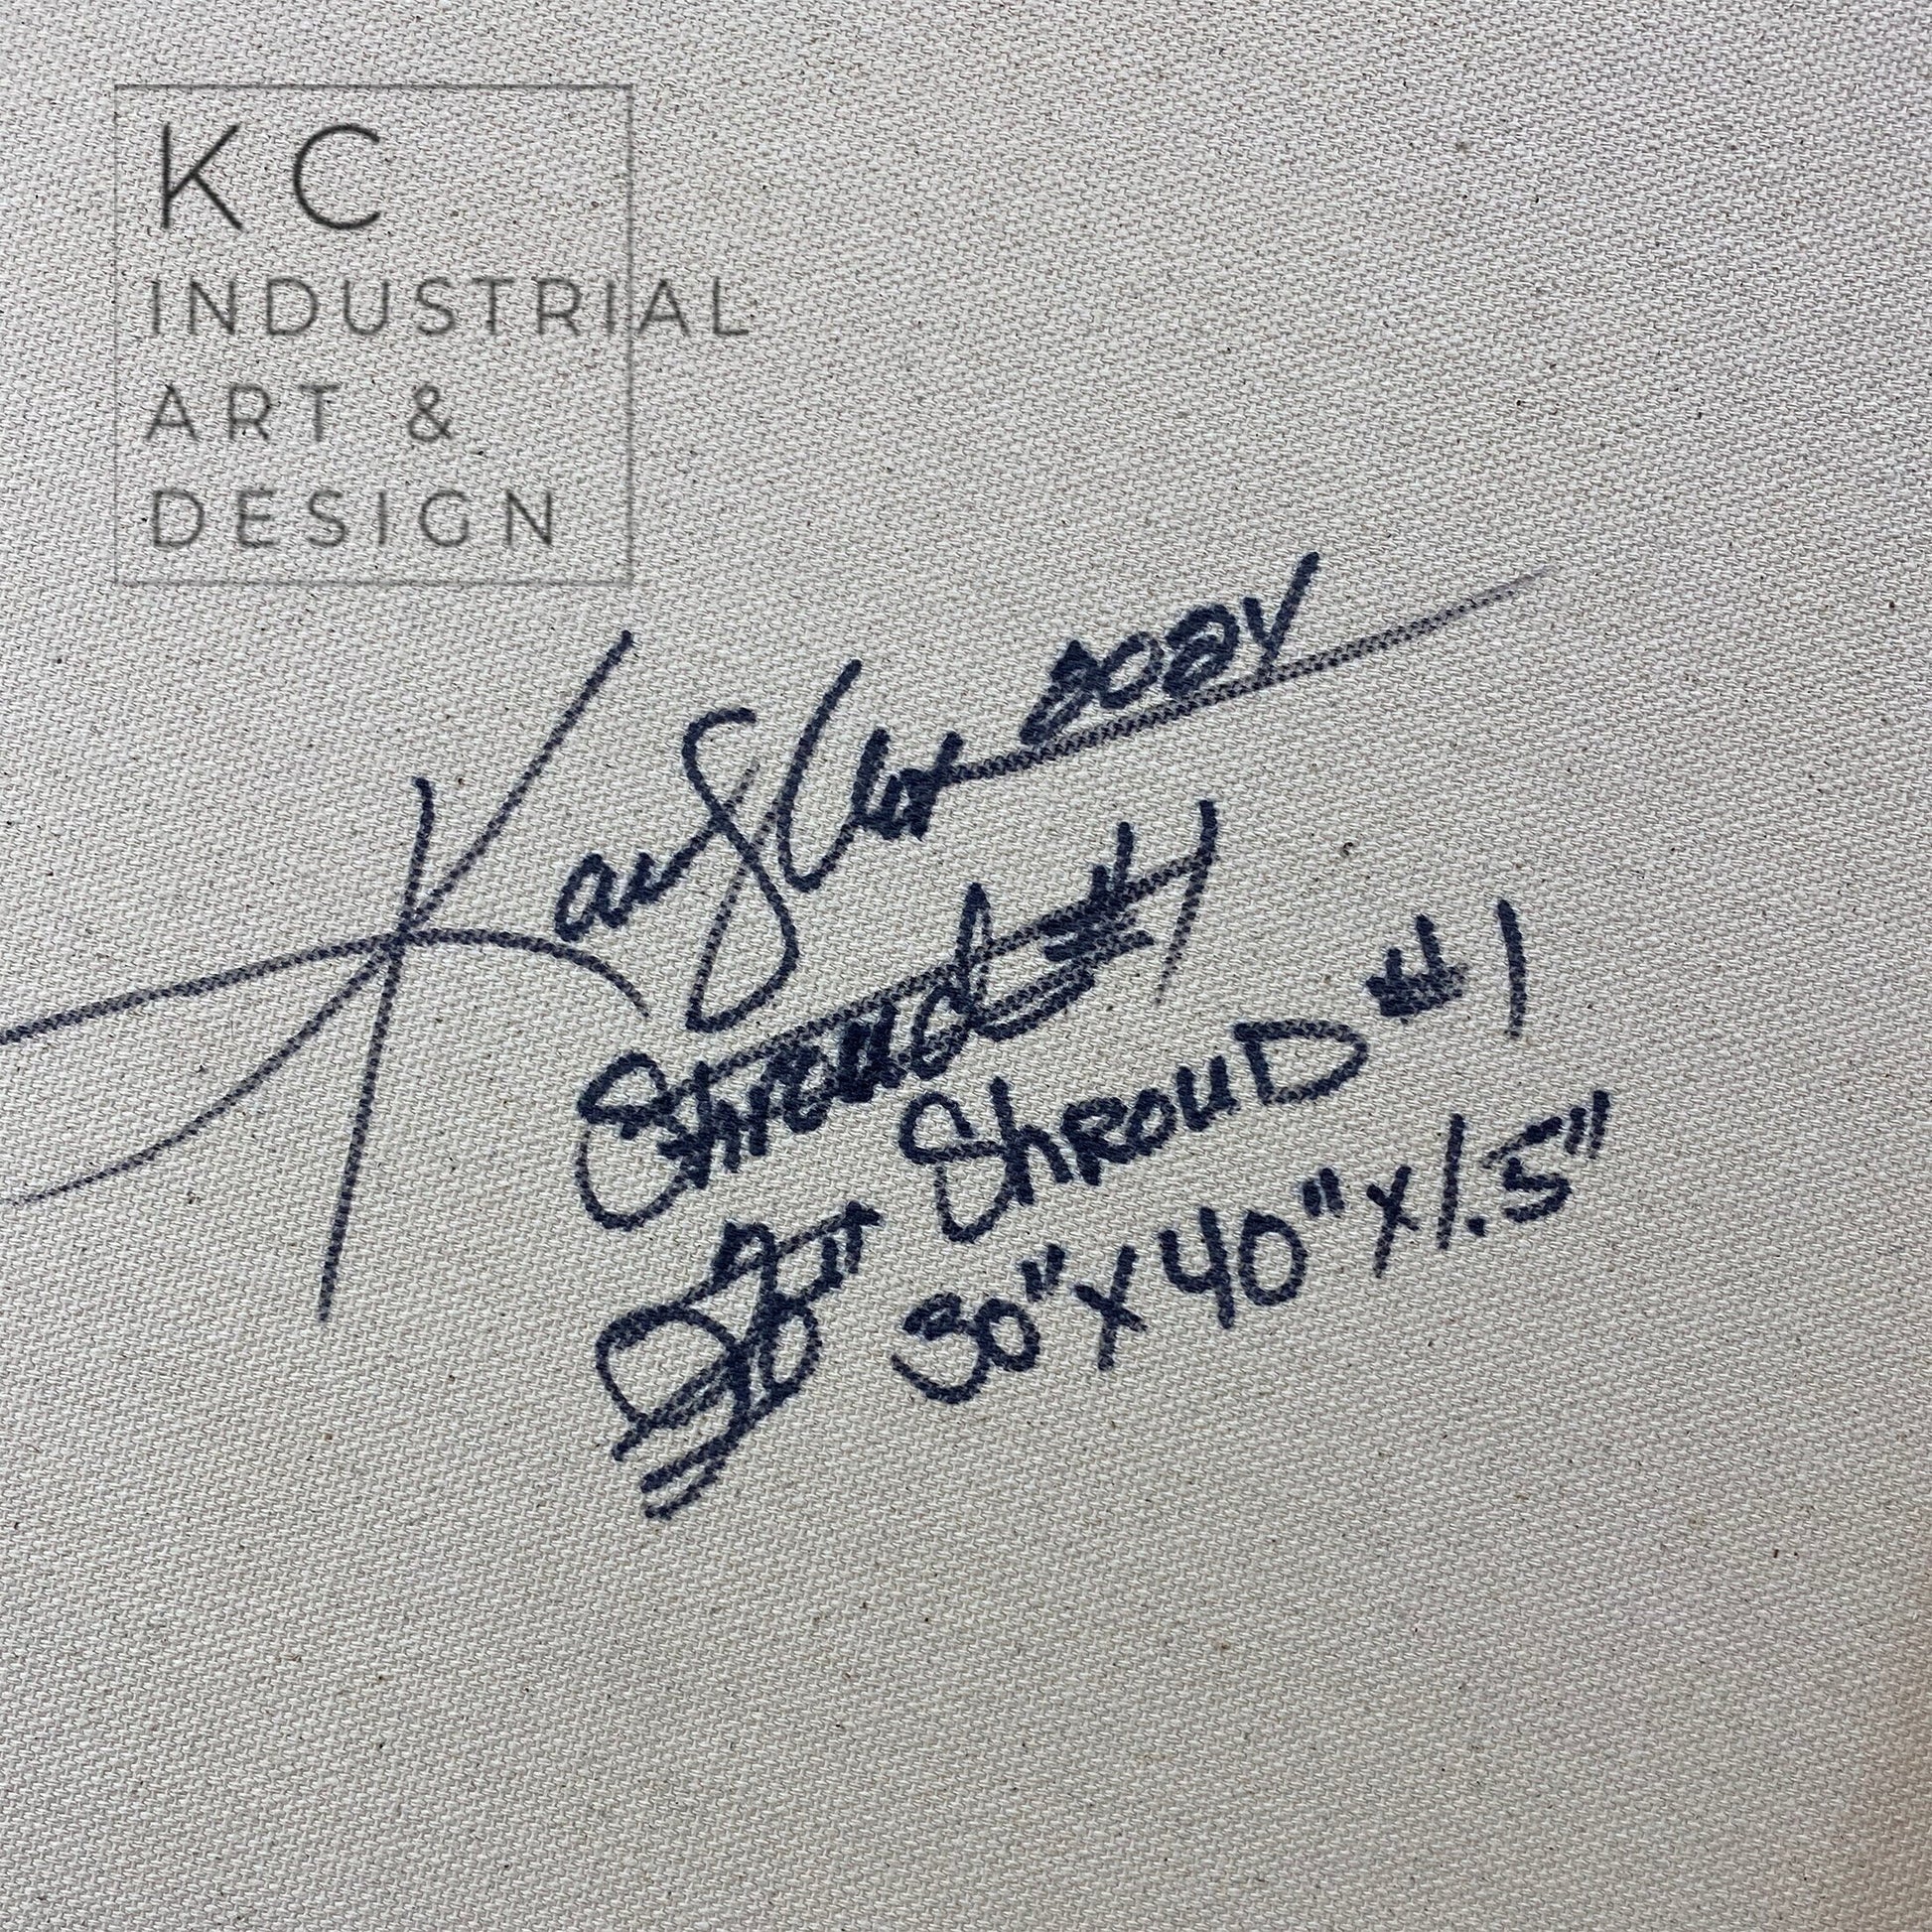 KC
INDUSTRIAL
ART &
DESIGN
2024
Shroud #1
Shroud #1
30"x40"x1.5"